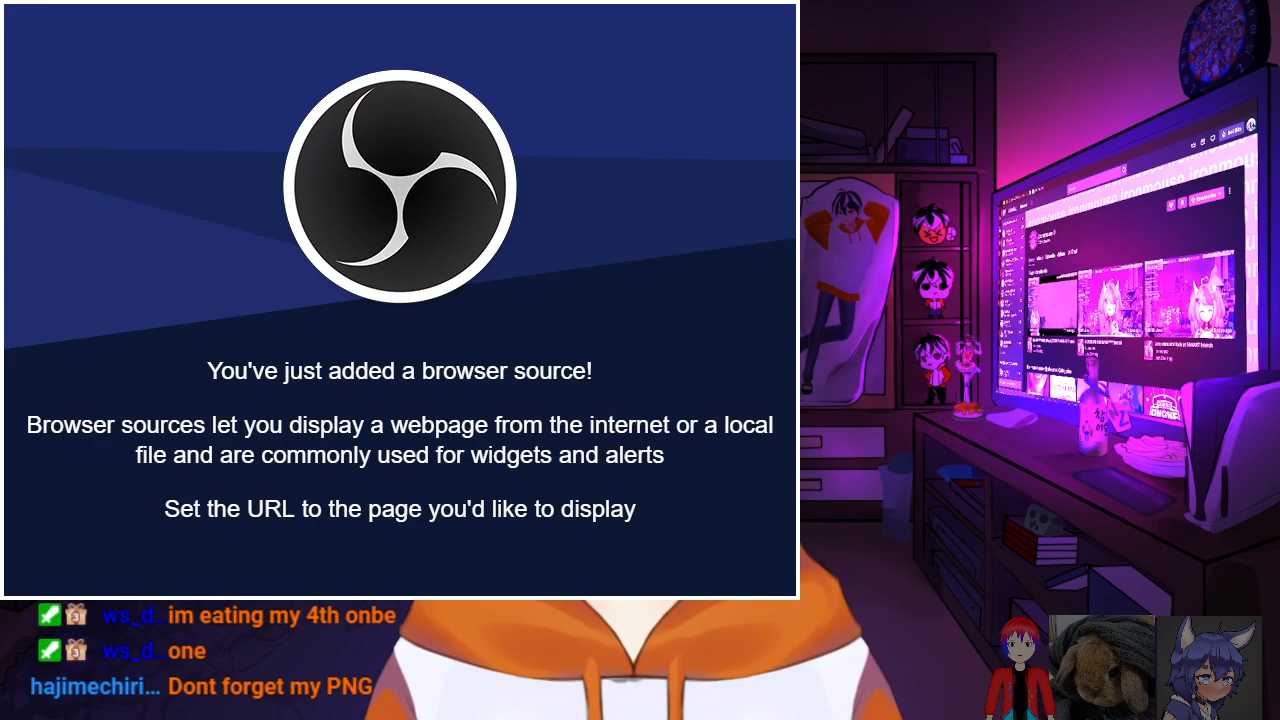 You've just added a browser source!
Browser sources let you display a webpage from the internet or a local
file and are commonly used for widgets and alerts
Set the URL to the page you'd like to display
ws_d... im eating my 4th onbe
ws_d... one
hajimechiri... Dont forget my PNG
ironmouse ironmouse